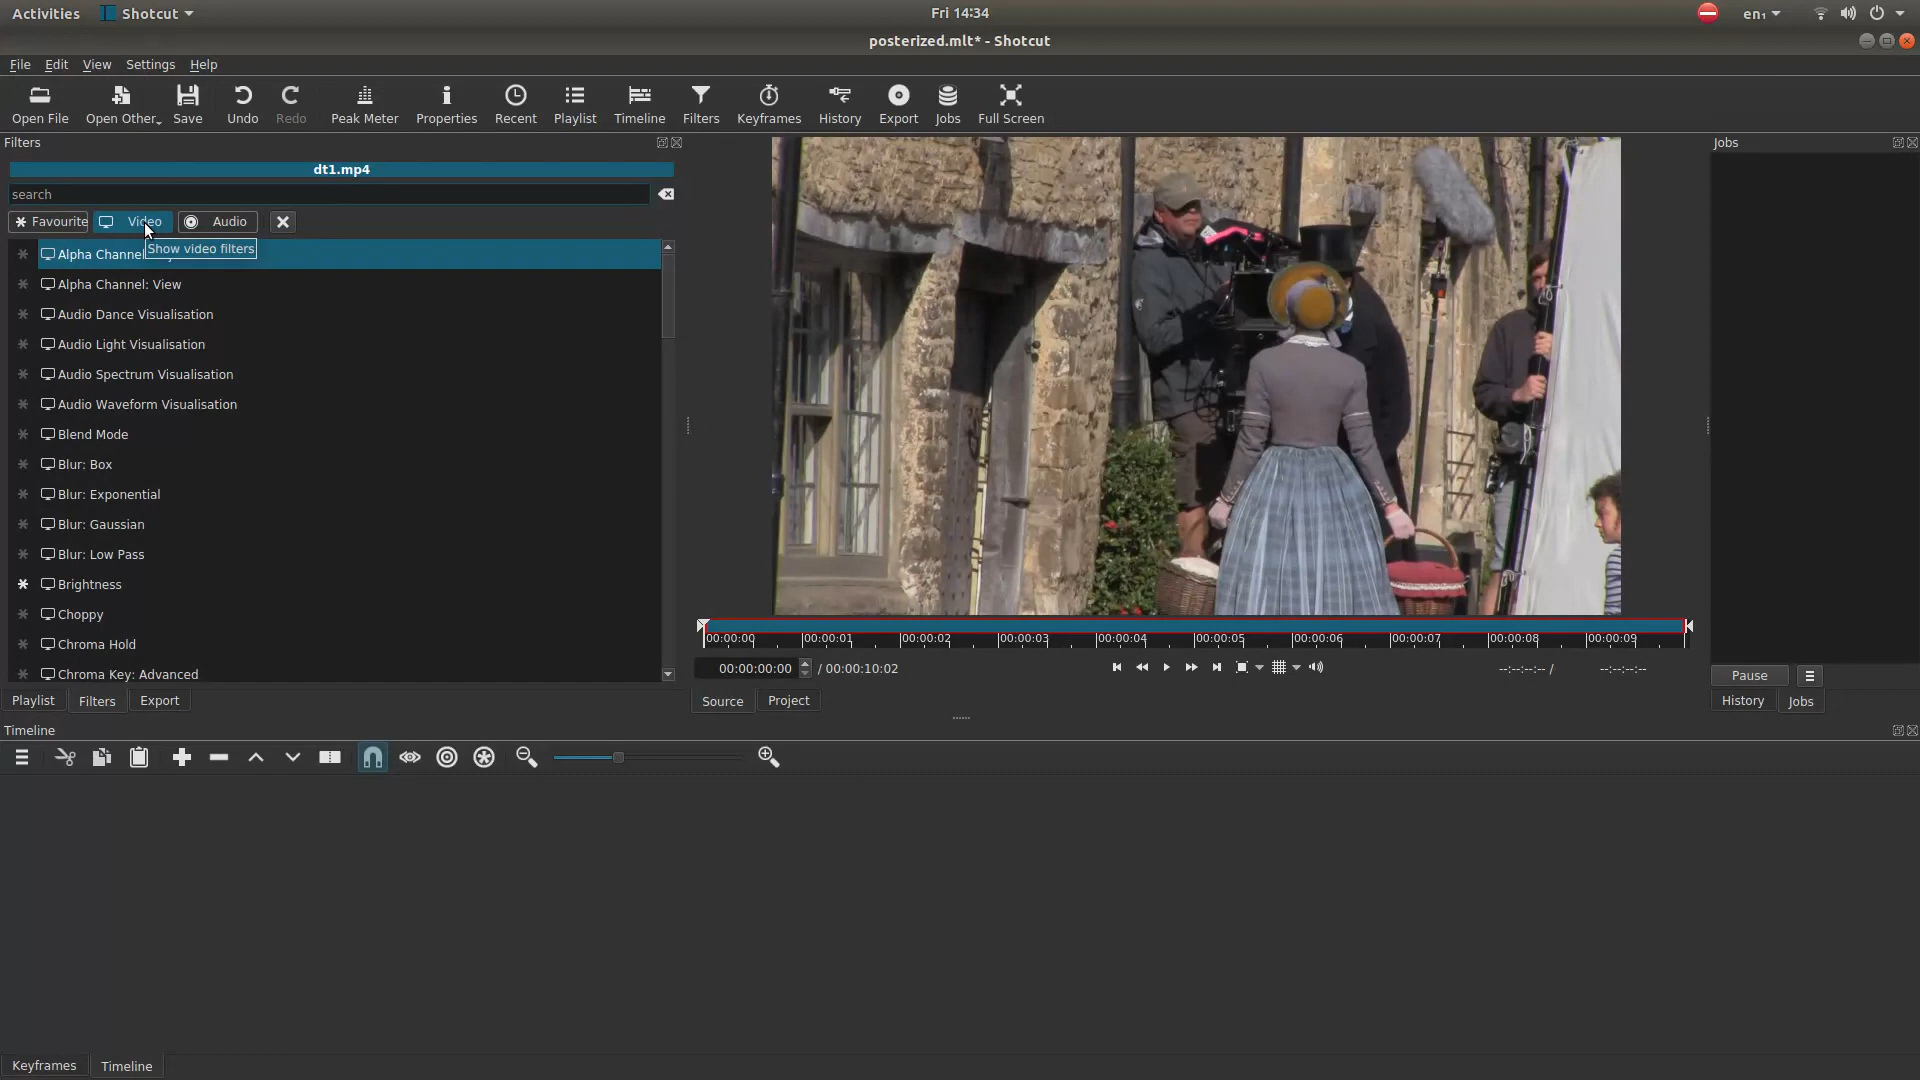 Activities Shotcut Fri 14:34 en₁
posterized.mlt* - Shotcut
File Edit View Settings Help
Open File Open Other Save Undo Redo Peak Meter Properties Recent Playlist Timeline Filters Keyframes History Export Jobs Full Screen
Filters
dt1.mp4
search
Favourite Video Audio
Show video filters
Alpha Channel:
Alpha Channel: View
Audio Dance Visualisation
Audio Light Visualisation
Audio Spectrum Visualisation
Audio Waveform Visualisation
Blend Mode
Blur: Box
Blur: Exponential
Blur: Gaussian
Blur: Low Pass
Brightness
Choppy
Chroma Hold
Chroma Key: Advanced
Playlist Filters Export
00:00:00 00:00:01 00:00:02 00:00:03 00:00:04 00:00:05 00:00:06 00:00:07 00:00:08 00:00:09
00:00:00:00 / 00:00:10:02 --:--:--:-- / --:--:--:--
Source Project
Jobs
Pause
History Jobs
Timeline
Keyframes Timeline